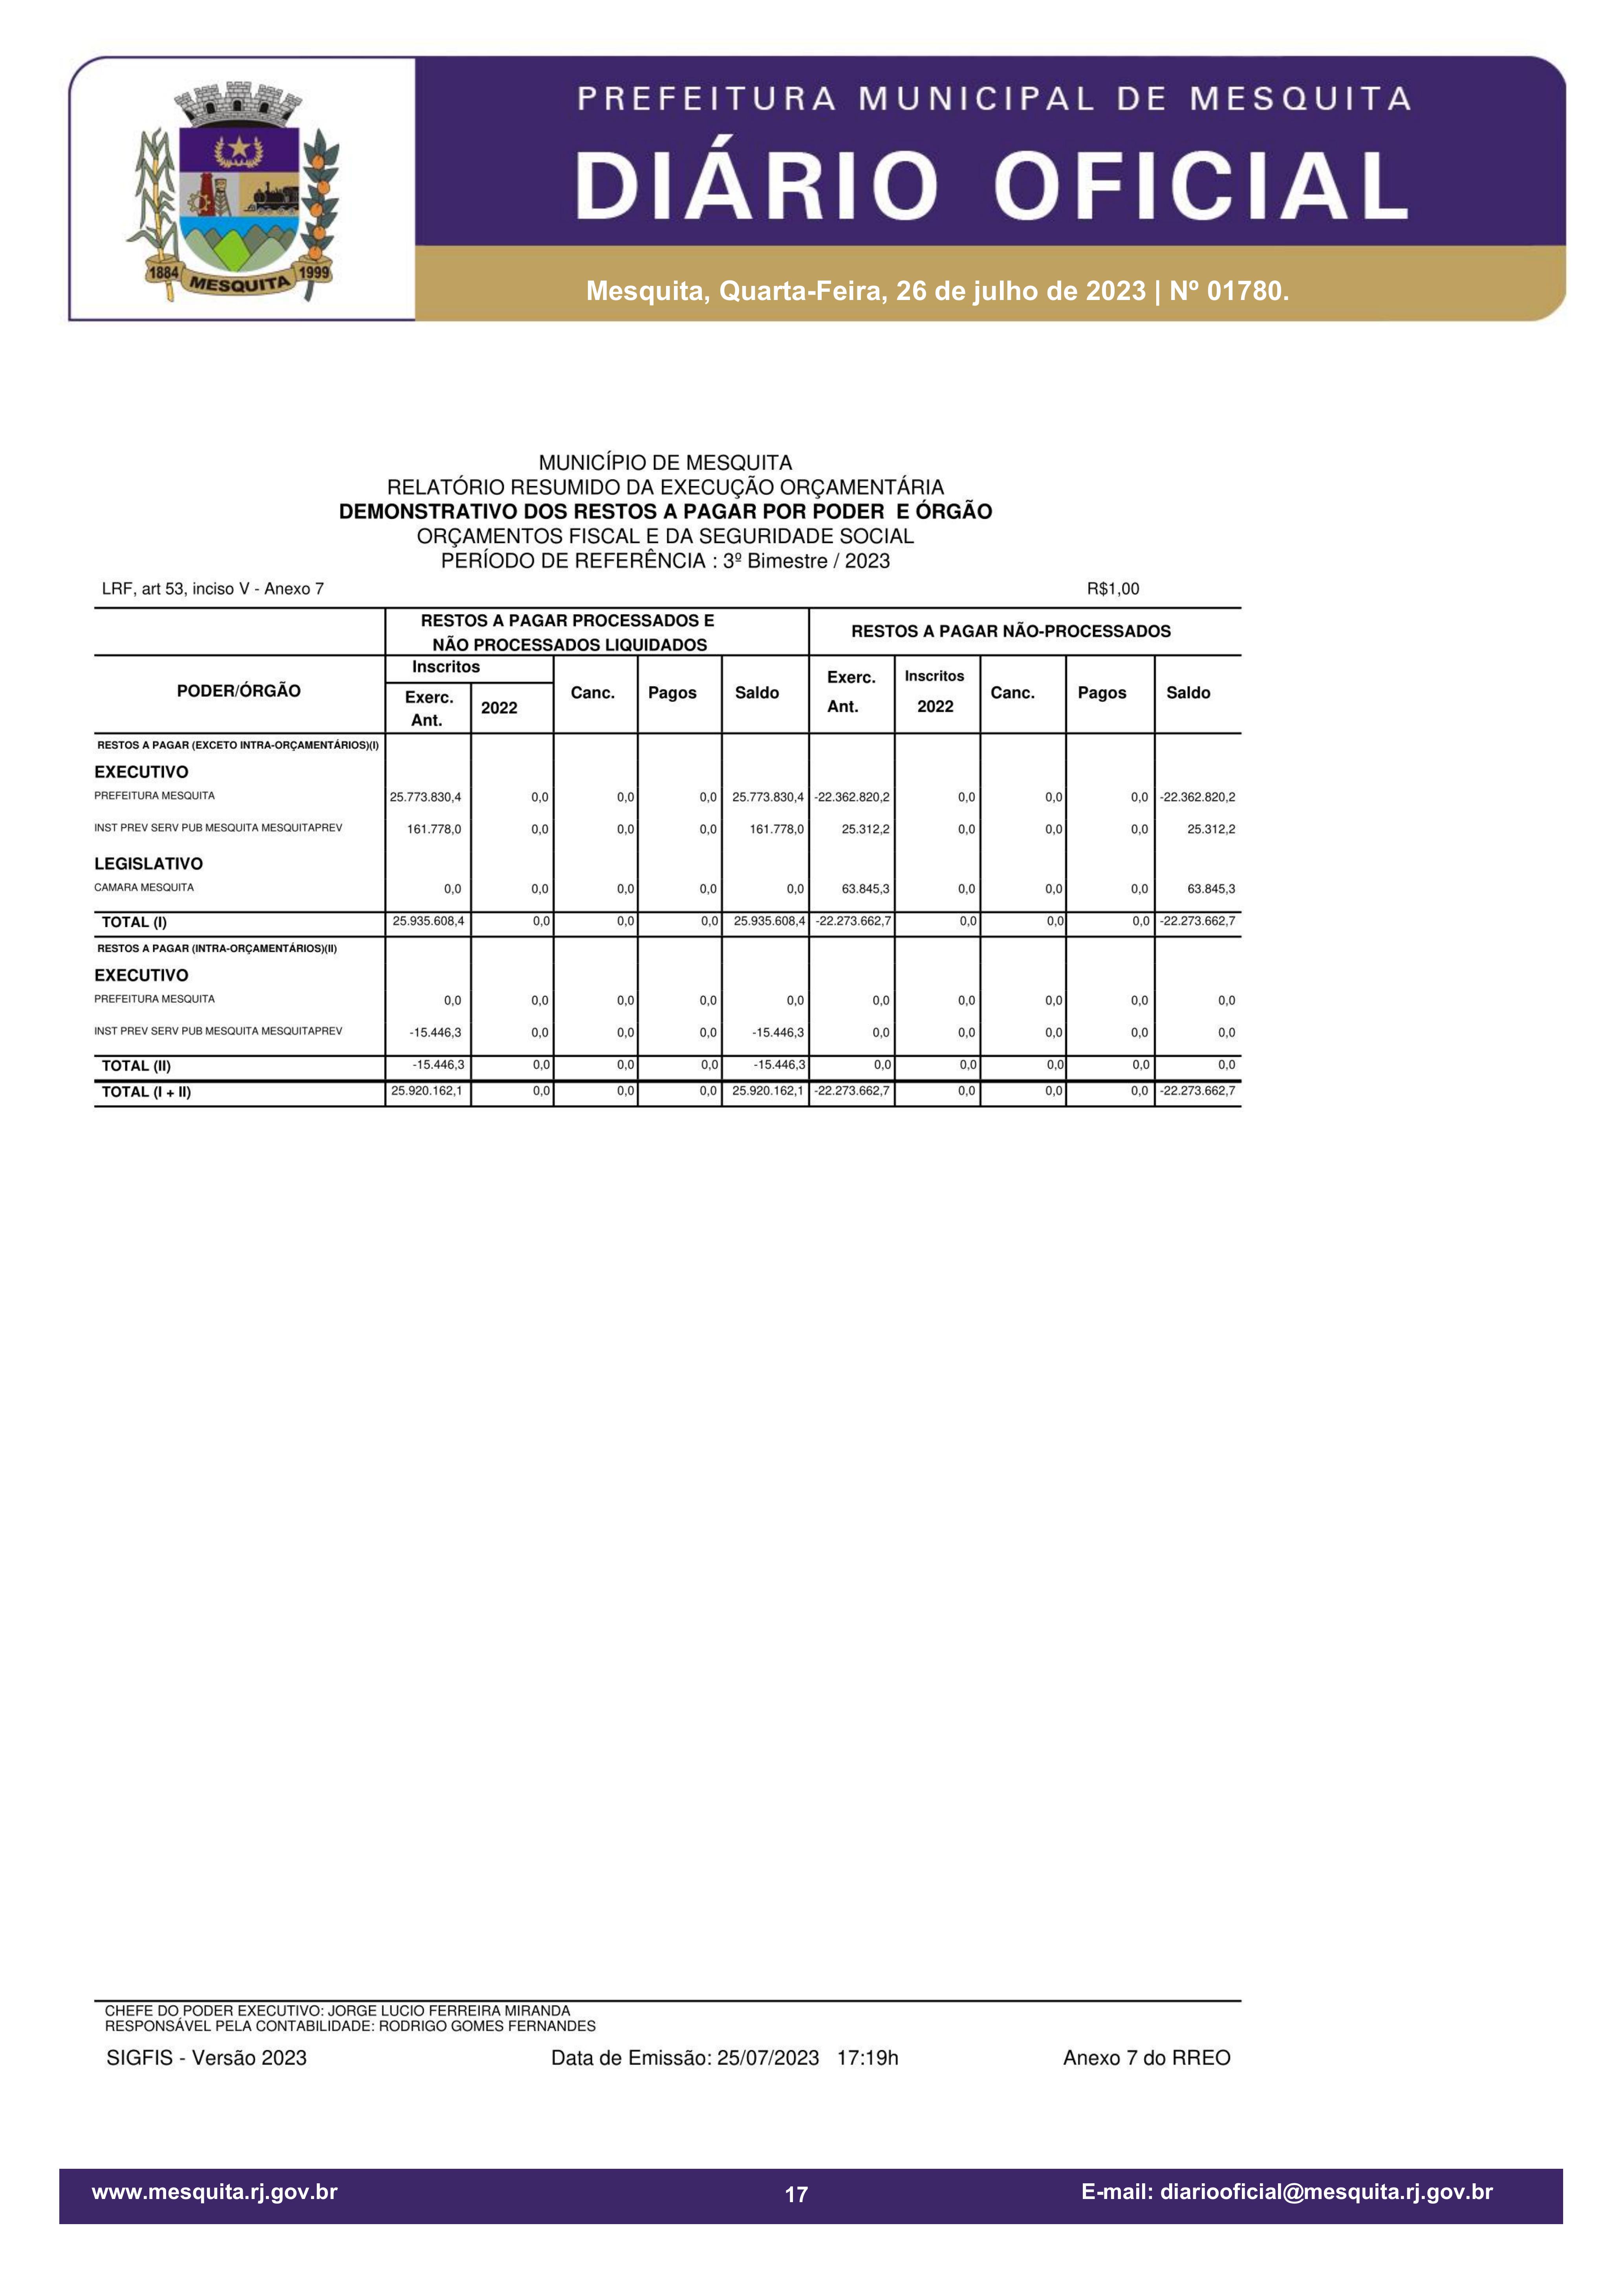 PREFEITURA MUNICIPAL DE MESQUITA
DIÁRIO OFICIAL
1884 MESQUITA 1999
Mesquita, Quarta-Feira, 26 de julho de 2023 | Nº 01780.
MUNICÍPIO DE MESQUITA
RELATÓRIO RESUMIDO DA EXECUÇÃO ORÇAMENTÁRIA
DEMONSTRATIVO DOS RESTOS A PAGAR POR PODER E ÓRGÃO
ORÇAMENTOS FISCAL E DA SEGURIDADE SOCIAL
PERÍODO DE REFERÊNCIA : 3º Bimestre / 2023
LRF, art 53, inciso V - Anexo 7 R$1,00
RESTOS A PAGAR PROCESSADOS E
NÃO PROCESSADOS LIQUIDADOS
RESTOS A PAGAR NÃO-PROCESSADOS
PODER/ÓRGÃO
Inscritos
Exerc.
Ant.
2022
Canc.
Pagos
Saldo
Exerc.
Ant.
Inscritos
2022
Canc.
Pagos
Saldo
RESTOS A PAGAR (EXCETO INTRA-ORÇAMENTÁRIOS)(I)
EXECUTIVO
PREFEITURA MESQUITA 25.773.830,4 0,0 0,0 0,0 25.773.830,4 -22.362.820,2 0,0 0,0 0,0 -22.362.820,2
INST PREV SERV PUB MESQUITA MESQUITAPREV 161.778,0 0,0 0,0 0,0 161.778,0 25.312,2 0,0 0,0 0,0 25.312,2
LEGISLATIVO
CAMARA MESQUITA 0,0 0,0 0,0 0,0 0,0 63.845,3 0,0 0,0 0,0 63.845,3
TOTAL (I) 25.935.608,4 0,0 0,0 0,0 25.935.608,4 -22.273.662,7 0,0 0,0 0,0 -22.273.662,7
RESTOS A PAGAR (INTRA-ORÇAMENTÁRIOS)(II)
EXECUTIVO
PREFEITURA MESQUITA 0,0 0,0 0,0 0,0 0,0 0,0 0,0 0,0 0,0 0,0
INST PREV SERV PUB MESQUITA MESQUITAPREV -15.446,3 0,0 0,0 0,0 -15.446,3 0,0 0,0 0,0 0,0 0,0
TOTAL (II) -15.446,3 0,0 0,0 0,0 -15.446,3 0,0 0,0 0,0 0,0 0,0
TOTAL (I + II) 25.920.162,1 0,0 0,0 0,0 25.920.162,1 -22.273.662,7 0,0 0,0 0,0 -22.273.662,7
CHEFE DO PODER EXECUTIVO: JORGE LUCIO FERREIRA MIRANDA
RESPONSÁVEL PELA CONTABILIDADE: RODRIGO GOMES FERNANDES
SIGFIS - Versão 2023 Data de Emissão: 25/07/2023 17:19h Anexo 7 do RREO
www.mesquita.rj.gov.br 17 E-mail: diariooficial@mesquita.rj.gov.br